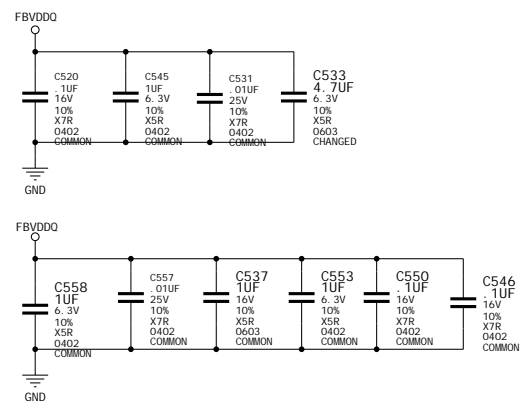 FBVDDQ
C520
.1UF
16V
10%
X7R
0402
COMMON
C545
1UF
6.3V
10%
X5R
0402
COMMON
C531
.01UF
25V
10%
X7R
0402
COMMON
C533
4.7UF
6.3V
10%
X5R
0603
CHANGED
GND
FBVDDQ
C558
1UF
6.3V
10%
X5R
0402
COMMON
C557
.01UF
25V
10%
X7R
0402
COMMON
C537
1UF
16V
10%
X5R
0603
COMMON
C553
1UF
6.3V
10%
X5R
0402
COMMON
C550
.1UF
16V
10%
X7R
0402
COMMON
C546
.1UF
16V
10%
X7R
0402
COMMON
GND